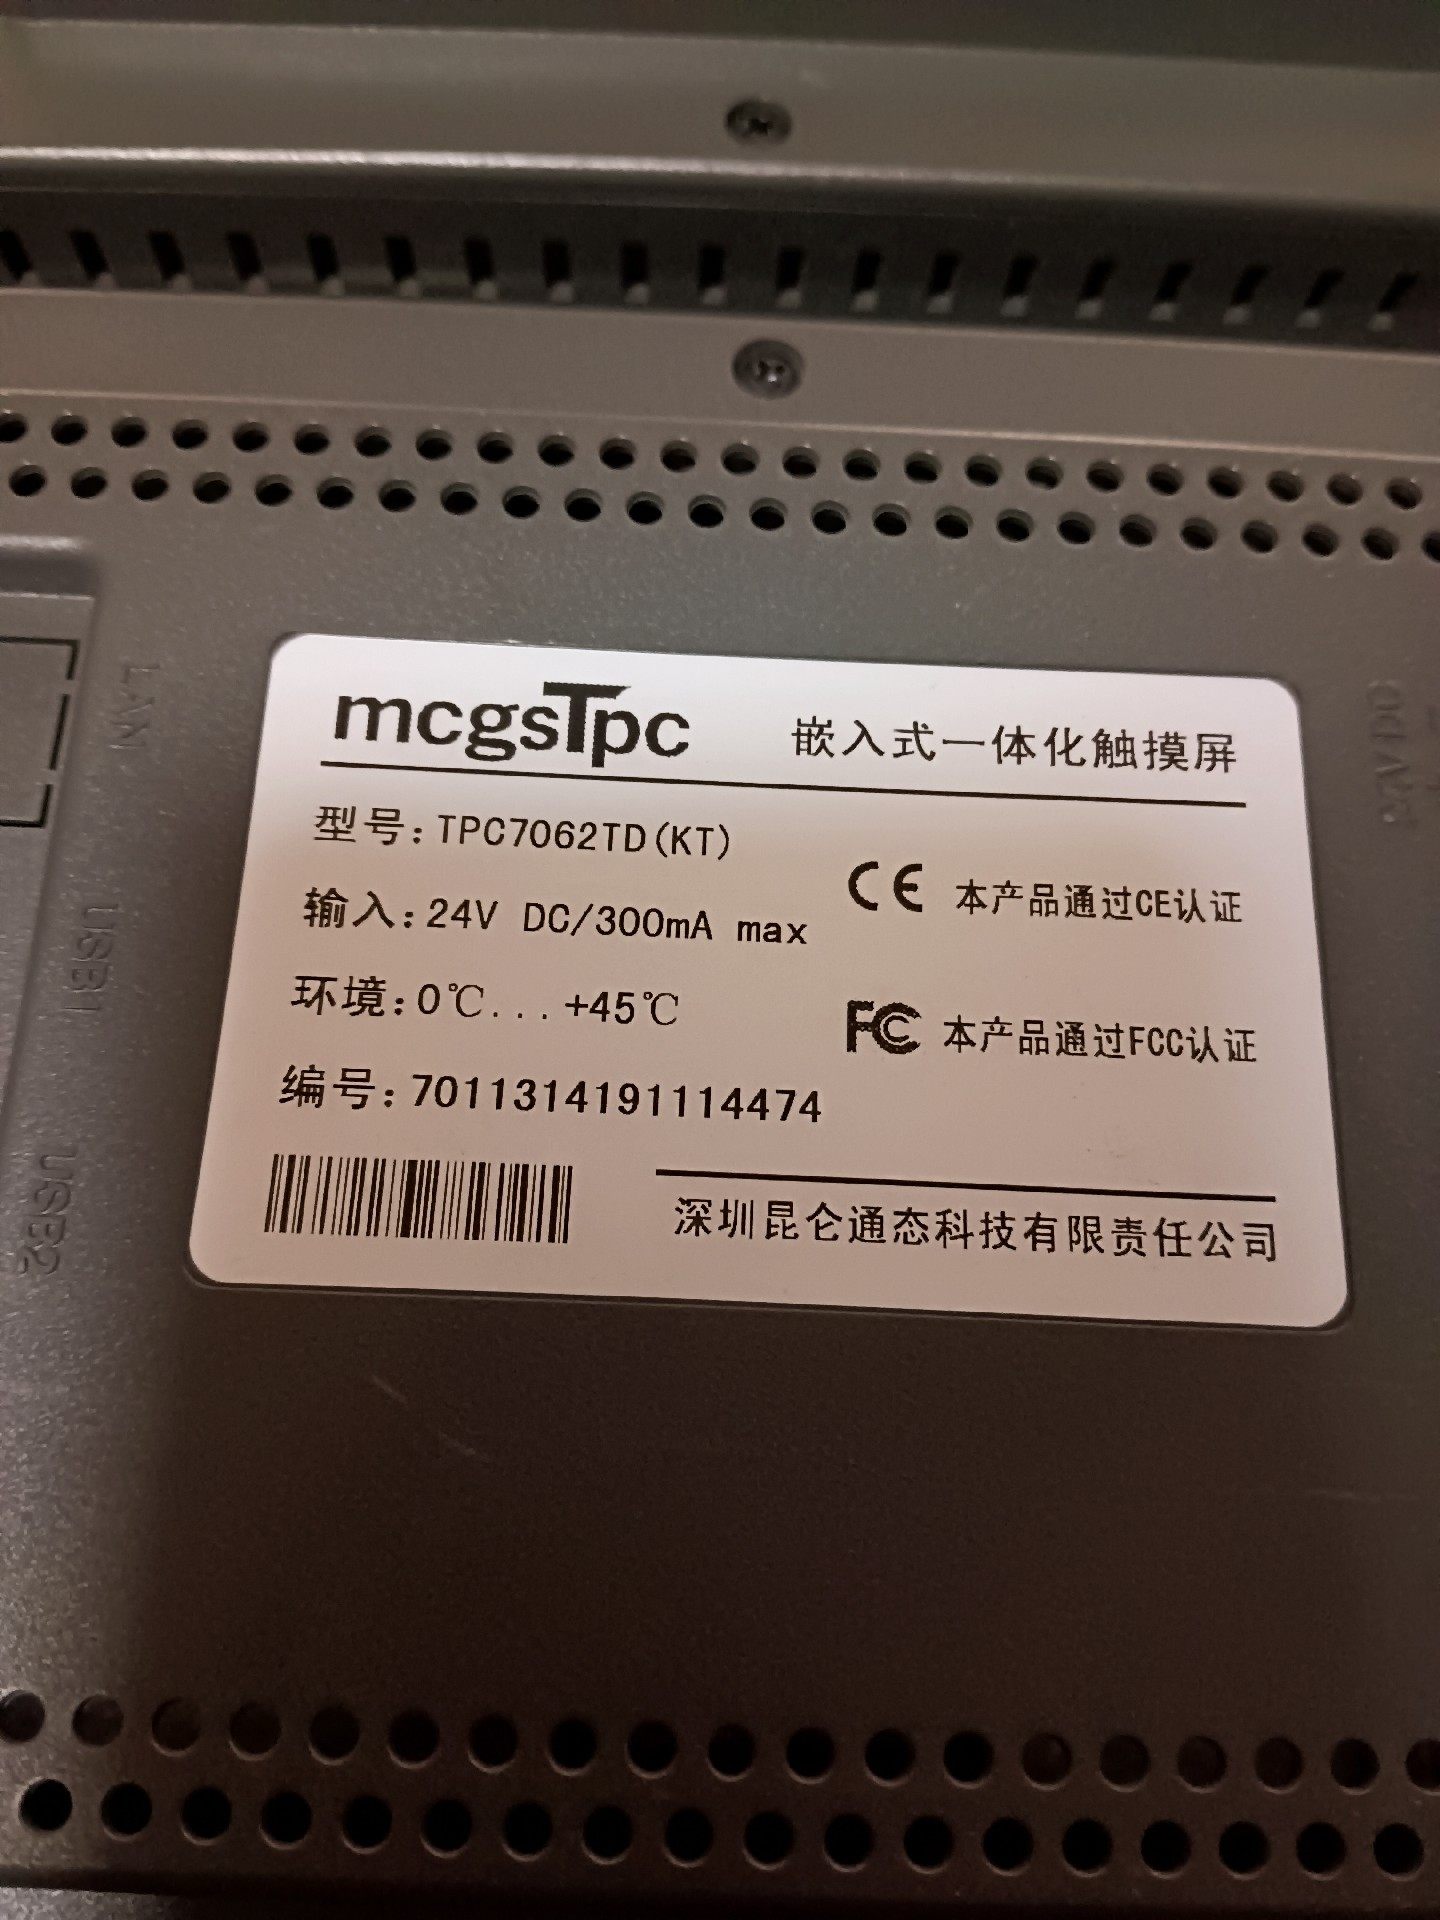 mcgsTpc 嵌入式一体化触摸屏
型号:TPC7062TD(KT)
输入:24V DC/300mA max
CE 本产品通过CE认证
环境:0℃...+45℃
FC 本产品通过FCC认证
编号:7011314191114474
深圳昆仑通态科技有限责任公司
LAN
USB1
USB2